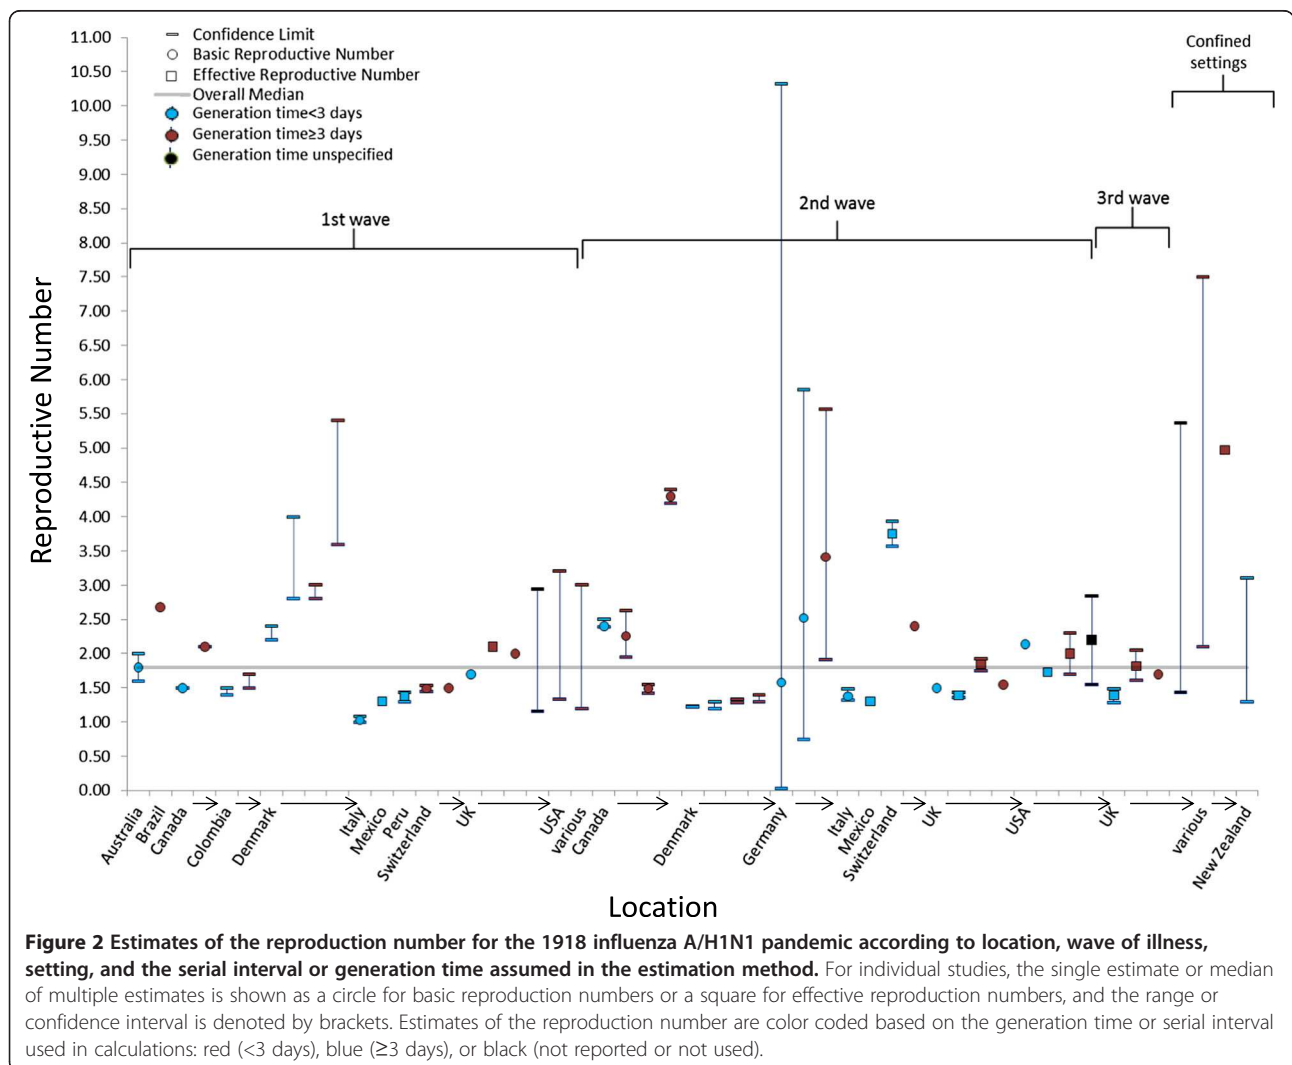 11.00
10.50
10.00
9.50
9.00
8.50
8.00
7.50
7.00
6.50
6.00
5.50
5.00
4.50
4.00
3.50
3.00
2.50
2.00
1.50
1.00
0.50
0.00
Reproductive Number
Confidence Limit
Basic Reproductive Number
Effective Reproductive Number
Overall Median
Generation time<3 days
Generation time≥3 days
Generation time unspecified
1st wave
2nd wave
3rd wave
Confined
settings
Australia
Brazil
Canada
Colombia
Denmark
Italy
Mexico
Peru
Switzerland
UK
USA
various
Canada
Denmark
Germany
Italy
Mexico
Switzerland
UK
USA
UK
various
New Zealand
Location
Figure 2 Estimates of the reproduction number for the 1918 influenza A/H1N1 pandemic according to location, wave of illness,
setting, and the serial interval or generation time assumed in the estimation method. For individual studies, the single estimate or median
of multiple estimates is shown as a circle for basic reproduction numbers or a square for effective reproduction numbers, and the range or
confidence interval is denoted by brackets. Estimates of the reproduction number are color coded based on the generation time or serial interval
used in calculations: red (<3 days), blue (≥3 days), or black (not reported or not used).